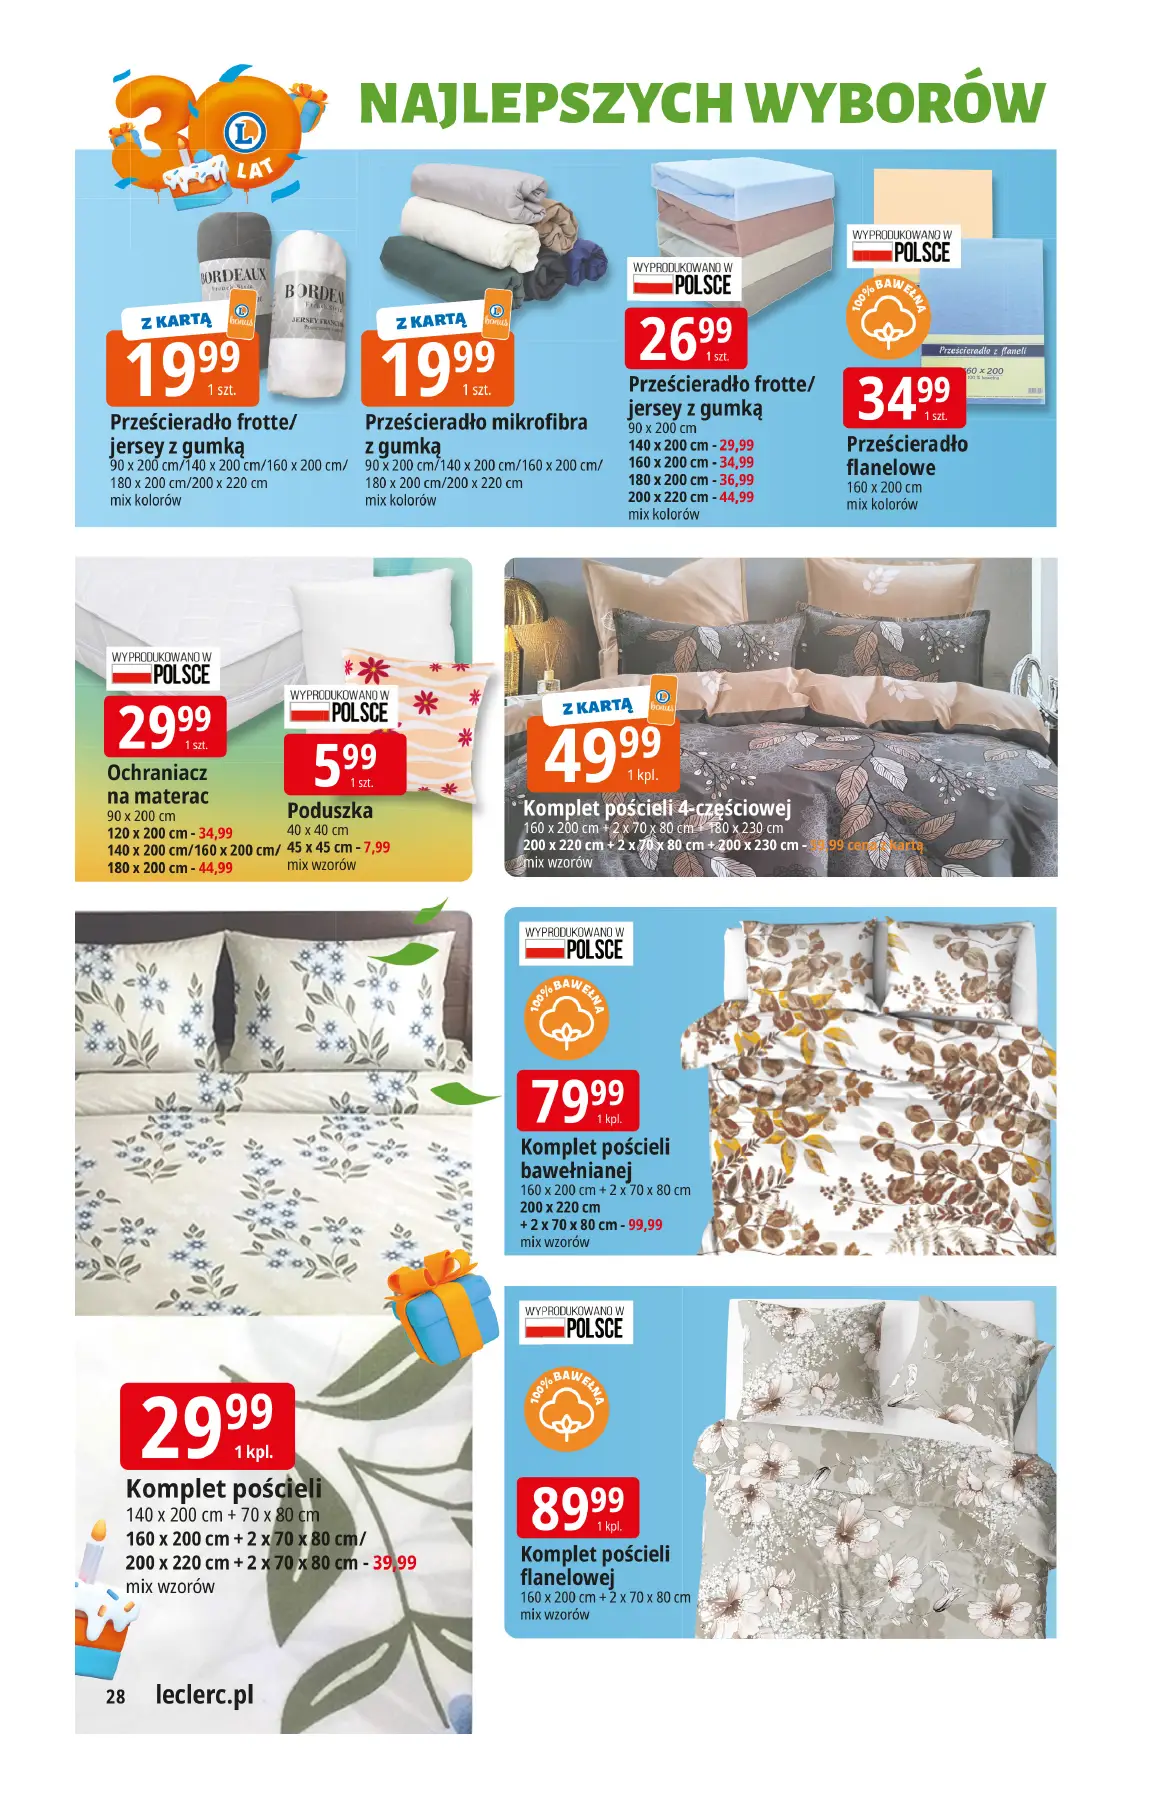 30
L
LAT
NAJLEPSZYCH WYBORÓW
BORDEAUX
JERSEY
Z KARTĄ
L
bonus
19 99
1 szt.
Prześcieradło frotte/
jersey z gumką
90 x 200 cm/140 x 200 cm/160 x 200 cm/
180 x 200 cm/200 x 220 cm
mix kolorów
Z KARTĄ
L
bonus
19 99
1 szt.
Prześcieradło mikrofibra
z gumką
90 x 200 cm/140 x 200 cm/160 x 200 cm/
180 x 200 cm/200 x 220 cm
mix kolorów
WYPRODUKOWANO W
POLSCE
26 99
1 szt.
Prześcieradło frotte/
jersey z gumką
90 x 200 cm
140 x 200 cm - 29,99
160 x 200 cm - 34,99
180 x 200 cm - 36,99
200 x 220 cm - 44,99
mix kolorów
WYPRODUKOWANO W
POLSCE
100% BAWEŁNA
Prześcieradło z flaneli
60 x 200
34 99
1 szt.
Prześcieradło
flanelowe
160 x 200 cm
mix kolorów
WYPRODUKOWANO W
POLSCE
29 99
1 szt.
Ochraniacz
na materac
90 x 200 cm
120 x 200 cm - 34,99
140 x 200 cm/160 x 200 cm/
180 x 200 cm - 44,99
WYPRODUKOWANO W
POLSCE
5 99
1 szt.
Poduszka
40 x 40 cm
45 x 45 cm - 7,99
mix wzorów
Z KARTĄ
L
bonus
49 99
1 kpl.
Komplet pościeli 4-częściowej
160 x 200 cm + 2 x 70 x 80 cm + 180 x 230 cm
200 x 220 cm + 2 x 70 x 80 cm + 200 x 230 cm - 99 cena z kartą
mix wzorów
WYPRODUKOWANO W
POLSCE
100% BAWEŁNA
79 99
1 kpl.
Komplet pościeli
bawełnianej
160 x 200 cm + 2 x 70 x 80 cm
200 x 220 cm
+ 2 x 70 x 80 cm - 99,99
mix wzorów
29 99
1 kpl.
Komplet pościeli
140 x 200 cm + 70 x 80 cm
160 x 200 cm + 2 x 70 x 80 cm/
200 x 220 cm + 2 x 70 x 80 cm - 39,99
mix wzorów
WYPRODUKOWANO W
POLSCE
100% BAWEŁNA
89 99
1 kpl.
Komplet pościeli
flanelowej
160 x 200 cm + 2 x 70 x 80 cm
mix wzorów
28 leclerc.pl